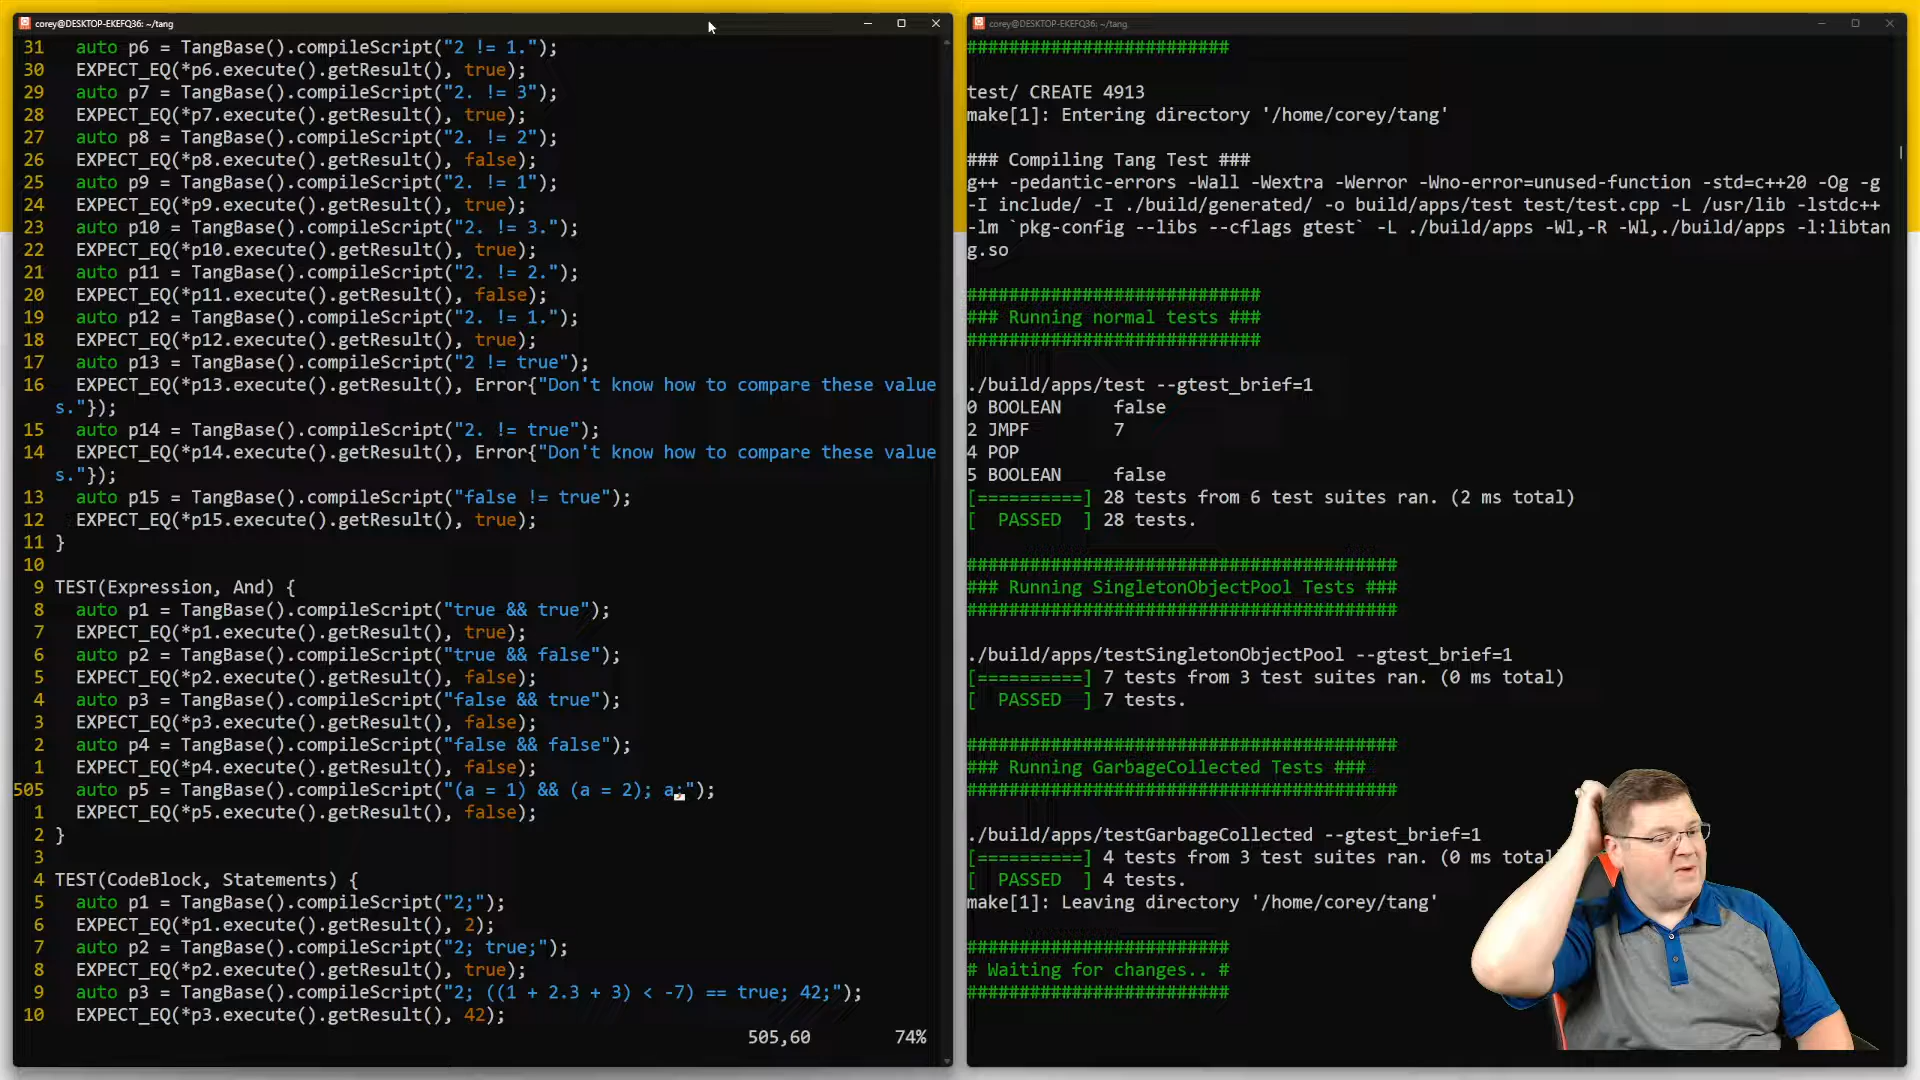 corey@DESKTOP-EKEFQ36: ~/tang
31 auto p6 = TangBase().compileScript("2 != 1.");
30 EXPECT_EQ(*p6.execute().getResult(), true);
29 auto p7 = TangBase().compileScript("2. != 3");
28 EXPECT_EQ(*p7.execute().getResult(), true);
27 auto p8 = TangBase().compileScript("2. != 2");
26 EXPECT_EQ(*p8.execute().getResult(), false);
25 auto p9 = TangBase().compileScript("2. != 1");
24 EXPECT_EQ(*p9.execute().getResult(), true);
23 auto p10 = TangBase().compileScript("2. != 3.");
22 EXPECT_EQ(*p10.execute().getResult(), true);
21 auto p11 = TangBase().compileScript("2. != 2.");
20 EXPECT_EQ(*p11.execute().getResult(), false);
19 auto p12 = TangBase().compileScript("2. != 1.");
18 EXPECT_EQ(*p12.execute().getResult(), true);
17 auto p13 = TangBase().compileScript("2 != true");
16 EXPECT_EQ(*p13.execute().getResult(), Error{"Don't know how to compare these value
s."});
15 auto p14 = TangBase().compileScript("2. != true");
14 EXPECT_EQ(*p14.execute().getResult(), Error{"Don't know how to compare these value
s."});
13 auto p15 = TangBase().compileScript("false != true");
12 EXPECT_EQ(*p15.execute().getResult(), true);
11 }
10
9 TEST(Expression, And) {
8 auto p1 = TangBase().compileScript("true && true");
7 EXPECT_EQ(*p1.execute().getResult(), true);
6 auto p2 = TangBase().compileScript("true && false");
5 EXPECT_EQ(*p2.execute().getResult(), false);
4 auto p3 = TangBase().compileScript("false && true");
3 EXPECT_EQ(*p3.execute().getResult(), false);
2 auto p4 = TangBase().compileScript("false && false");
1 EXPECT_EQ(*p4.execute().getResult(), false);
505 auto p5 = TangBase().compileScript("(a = 1) && (a = 2); a;");
1 EXPECT_EQ(*p5.execute().getResult(), false);
2 }
3
4 TEST(CodeBlock, Statements) {
5 auto p1 = TangBase().compileScript("2;");
6 EXPECT_EQ(*p1.execute().getResult(), 2);
7 auto p2 = TangBase().compileScript("2; true;");
8 EXPECT_EQ(*p2.execute().getResult(), true);
9 auto p3 = TangBase().compileScript("2; ((1 + 2.3 + 3) < -7) == true; 42;");
10 EXPECT_EQ(*p3.execute().getResult(), 42);
505,60 74%
corey@DESKTOP-EKEFQ36: ~/tang
#########################
test/ CREATE 4913
make[1]: Entering directory '/home/corey/tang'
### Compiling Tang Test ###
g++ -pedantic-errors -Wall -Wextra -Werror -Wno-error=unused-function -std=c++20 -Og -g
-I include/ -I ./build/generated/ -o build/apps/test test/test.cpp -L /usr/lib -lstdc++
-lm `pkg-config --libs --cflags gtest` -L ./build/apps -Wl,-R -Wl,./build/apps -l:libtan
g.so
############################
### Running normal tests ###
############################
./build/apps/test --gtest_brief=1
0 BOOLEAN false
2 JMPF 7
4 POP
5 BOOLEAN false
[==========] 28 tests from 6 test suites ran. (2 ms total)
[ PASSED ] 28 tests.
#########################################
### Running SingletonObjectPool Tests ###
#########################################
./build/apps/testSingletonObjectPool --gtest_brief=1
[==========] 7 tests from 3 test suites ran. (0 ms total)
[ PASSED ] 7 tests.
#########################################
### Running GarbageCollected Tests ###
#########################################
./build/apps/testGarbageCollected --gtest_brief=1
[==========] 4 tests from 3 test suites ran. (0 ms total
[ PASSED ] 4 tests.
make[1]: Leaving directory '/home/corey/tang'
#########################
# Waiting for changes.. #
#########################